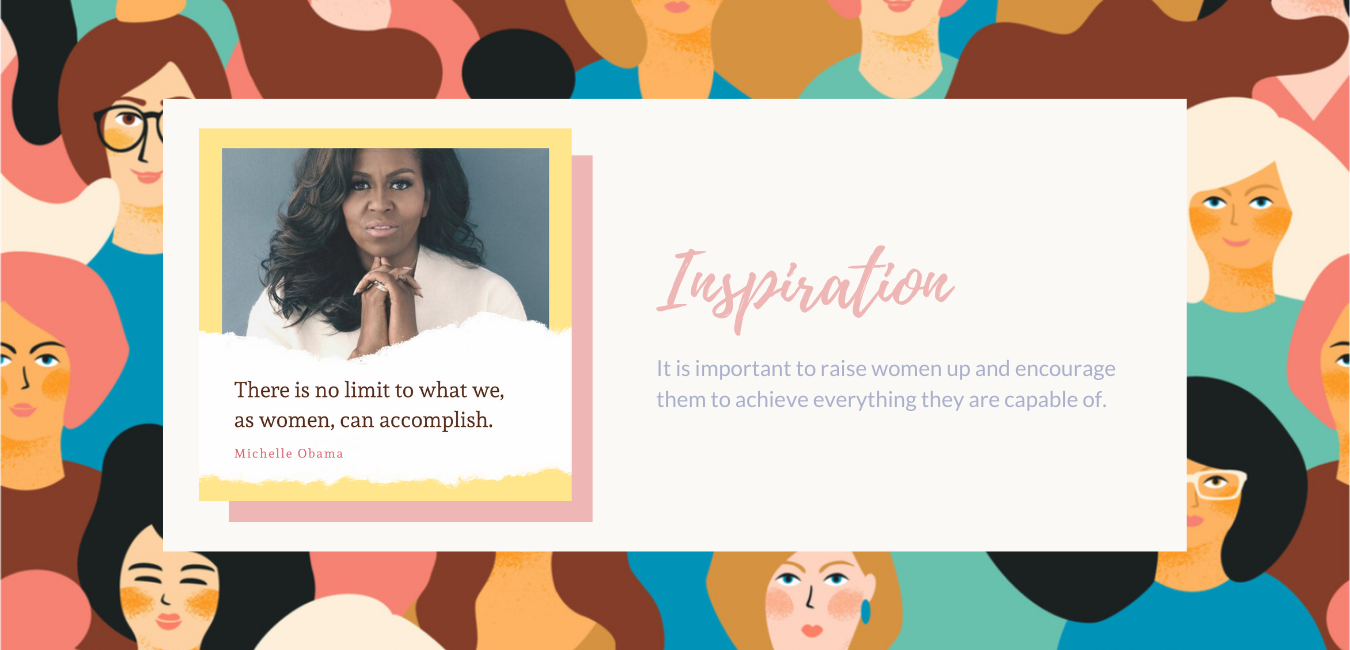 There is no limit to what we,
as women, can accomplish.
Michelle Obama
Inspiration
It is important to raise women up and encourage
them to achieve everything they are capable of.